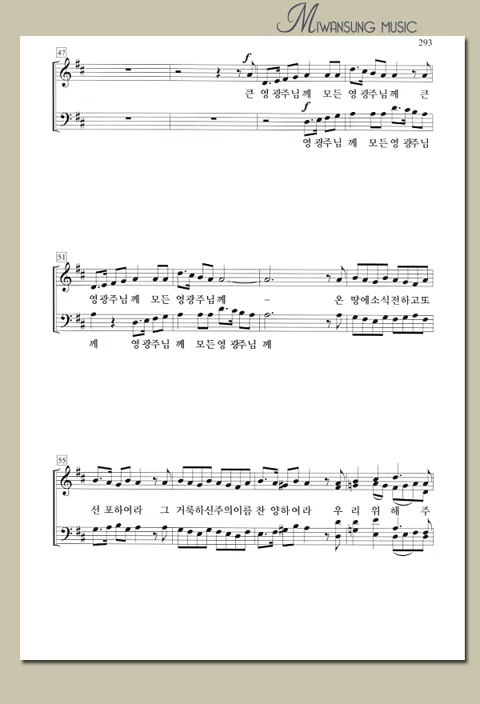 MIWANSUNG MUSIC
293
47
f
큰 영광주님께 모든 영광주님께 큰
f
영광주님 께 모든영광주님
51
영광주님께 모든 영광주님께 – 온 땅에소식전하고또
께 영광주님 께 모든영광주님 께
55
선포하여라 그 거룩하신주의이름찬양하여라 우 리 위 해 주